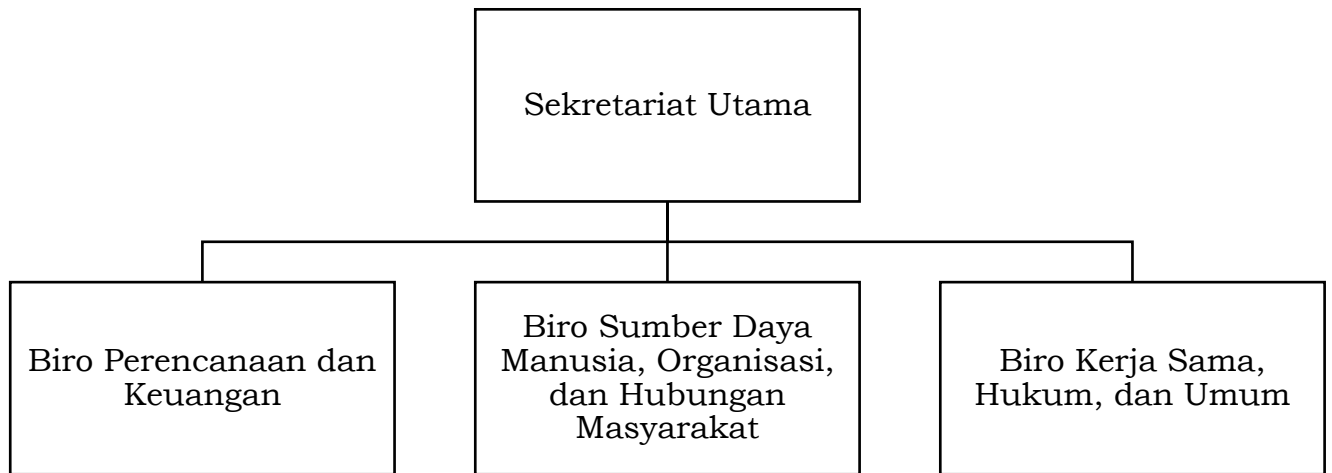 Sekretariat Utama
Biro Perencanaan dan
Keuangan
Biro Sumber Daya
Manusia, Organisasi,
dan Hubungan
Masyarakat
Biro Kerja Sama,
Hukum, dan Umum